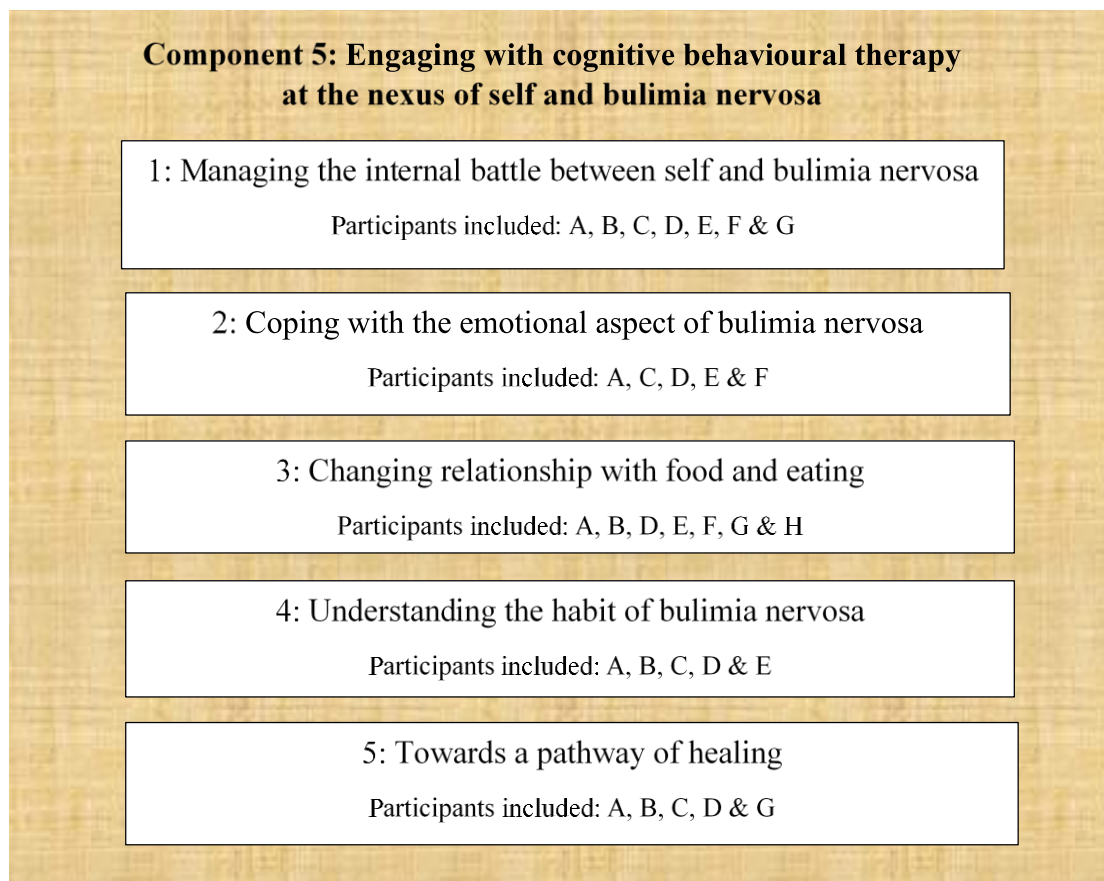 Component 5: Engaging with cognitive behavioural therapy
at the nexus of self and bulimia nervosa
1: Managing the internal battle between self and bulimia nervosa
Participants included: A, B, C, D, E, F & G
2: Coping with the emotional aspect of bulimia nervosa
Participants included: A, C, D, E & F
3: Changing relationship with food and eating
Participants included: A, B, D, E, F, G & H
4: Understanding the habit of bulimia nervosa
Participants included: A, B, C, D & E
5: Towards a pathway of healing
Participants included: A, B, C, D & G